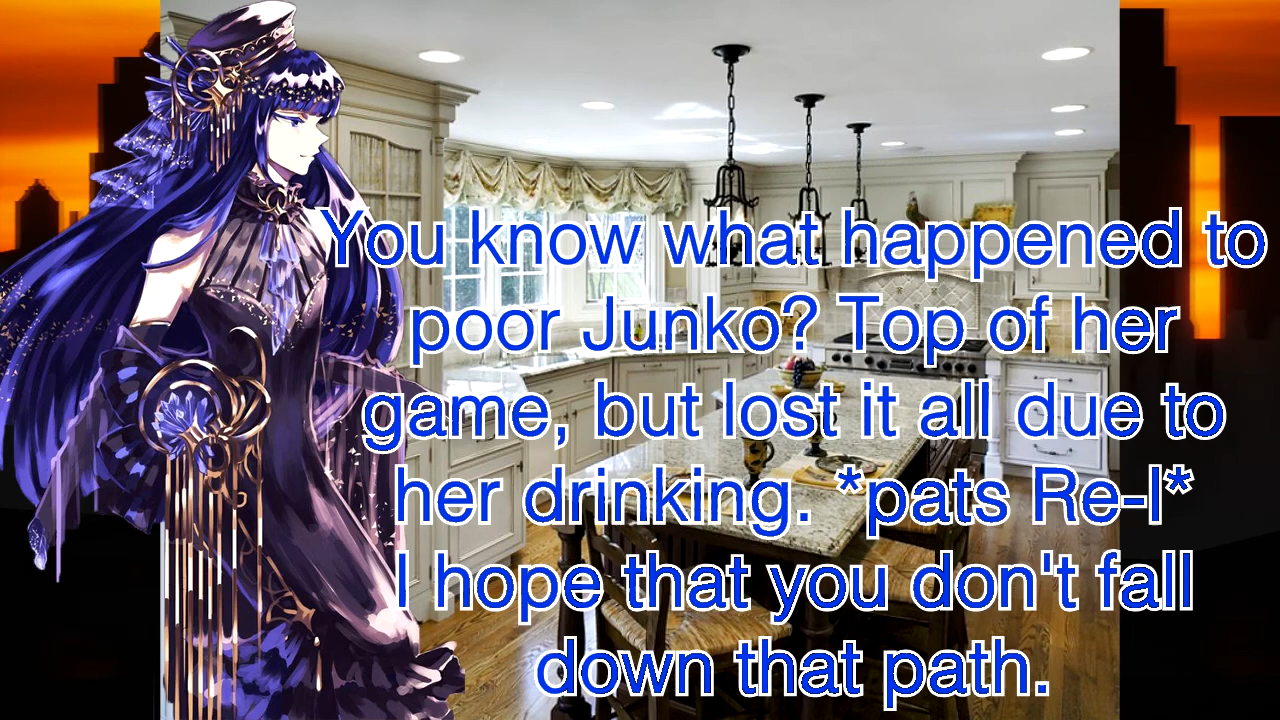 You know what happened to
poor Junko? Top of her
game, but lost it all due to
her drinking.  *pats Re-l*
I hope that you don't fall
down that path.